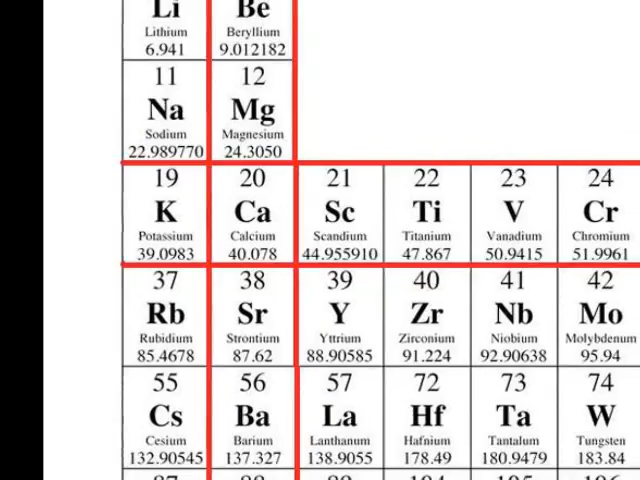 Li Be
Lithium Beryllium
6.941 9.012182
11 12
Na Mg
Sodium Magnesium
22.989770 24.3050
19 20 21 22 23 24
K Ca Sc Ti V Cr
Potassium Calcium Scandium Titanium Vanadium Chromium
39.0983 40.078 44.955910 47.867 50.9415 51.9961
37 38 39 40 41 42
Rb Sr Y Zr Nb Mo
Rubidium Strontium Yttrium Zirconium Niobium Molybdenum
85.4678 87.62 88.90585 91.224 92.90638 95.94
55 56 57 72 73 74
Cs Ba La Hf Ta W
Cesium Barium Lanthanum Hafnium Tantalum Tungsten
132.90545 137.327 138.9055 178.49 180.9479 183.84